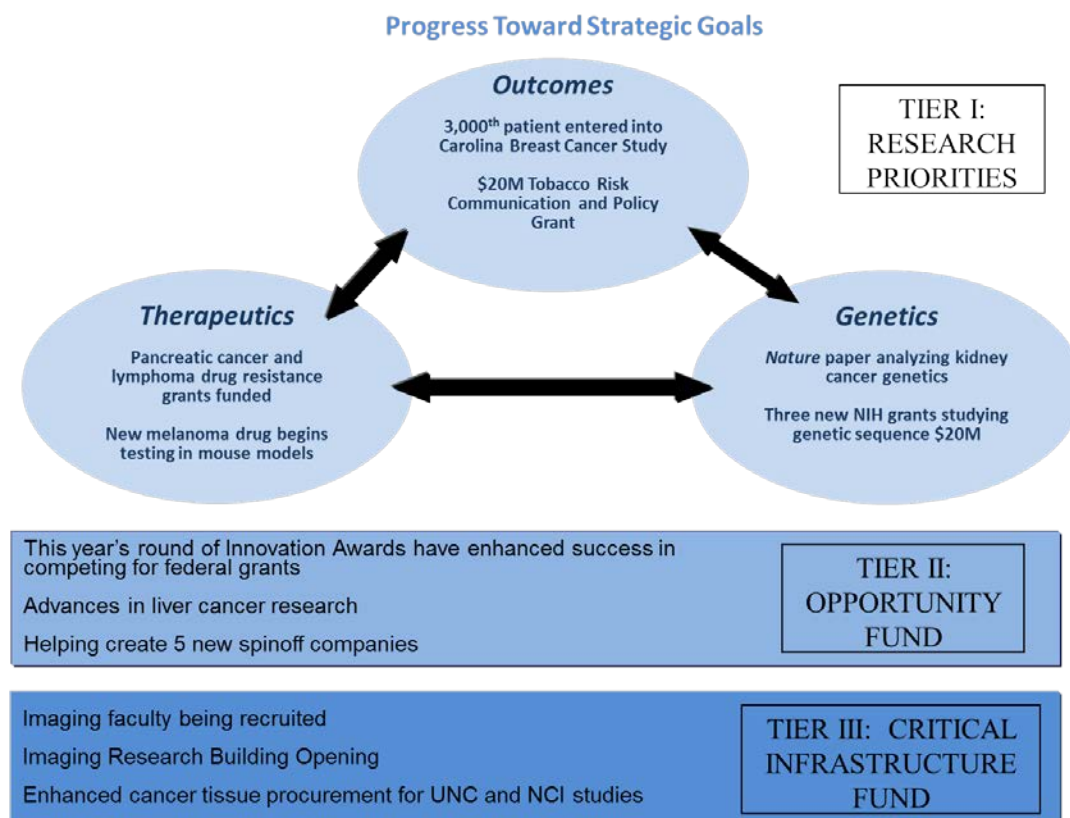 Progress Toward Strategic Goals
Outcomes
3,000th patient entered into
Carolina Breast Cancer Study
$20M Tobacco Risk
Communication and Policy
Grant
TIER I:
RESEARCH
PRIORITIES
Therapeutics
Pancreatic cancer and
lymphoma drug resistance
grants funded
New melanoma drug begins
testing in mouse models
Genetics
Nature paper analyzing kidney
cancer genetics
Three new NIH grants studying
genetic sequence $20M
This year's round of Innovation Awards have enhanced success in
competing for federal grants
Advances in liver cancer research
Helping create 5 new spinoff companies
TIER II:
OPPORTUNITY
FUND
Imaging faculty being recruited
Imaging Research Building Opening
Enhanced cancer tissue procurement for UNC and NCI studies
TIER III: CRITICAL
INFRASTRUCTURE
FUND